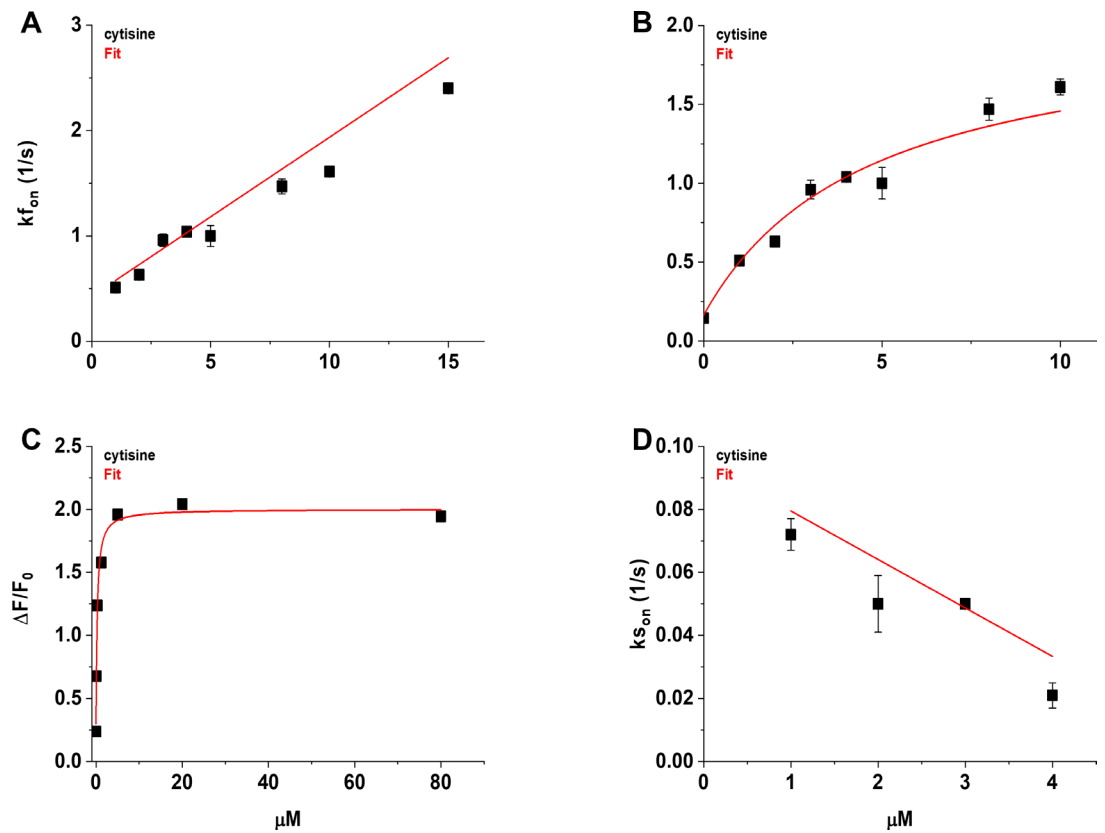 A
cytisine
Fit
kf_on (1/s)
3
2
1
0
0 5 10 15
B
cytisine
Fit
2.0
1.5
1.0
0.5
0.0
0 5 10
C
cytisine
Fit
ΔF/F₀
2.5
2.0
1.5
1.0
0.5
0.0
0 20 40 60 80
μM
D
cytisine
Fit
ks_on (1/s)
0.10
0.08
0.06
0.04
0.02
0.00
0 1 2 3 4
μM